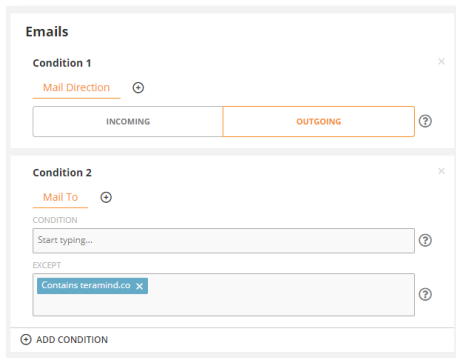 Emails
Condition 1
Mail Direction
INCOMING OUTGOING
Condition 2
Mail To
CONDITION
Start typing...
EXCEPT
Contains teramind.co
ADD CONDITION